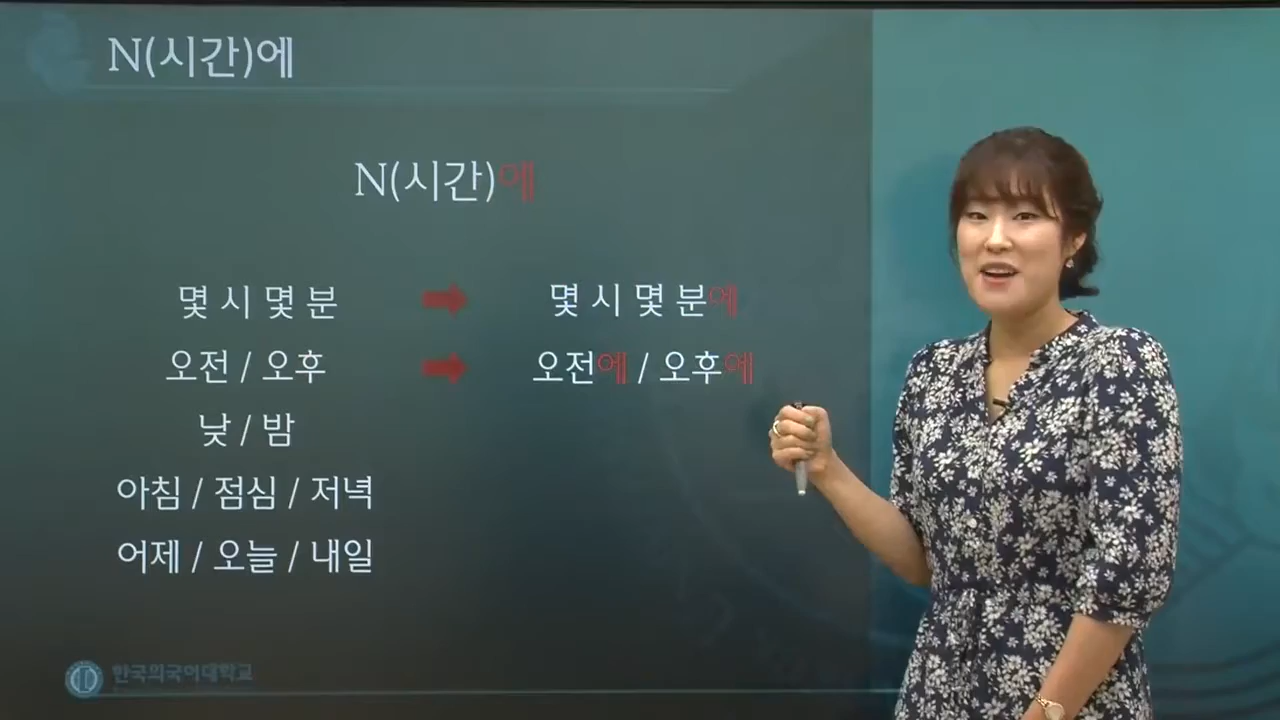 N(시간)에
N(시간)에
몇 시 몇 분 ➡ 몇 시 몇 분에
오전 / 오후 ➡ 오전에 / 오후에
낮 / 밤
아침 / 점심 / 저녁
어제 / 오늘 / 내일
한국외국어대학교